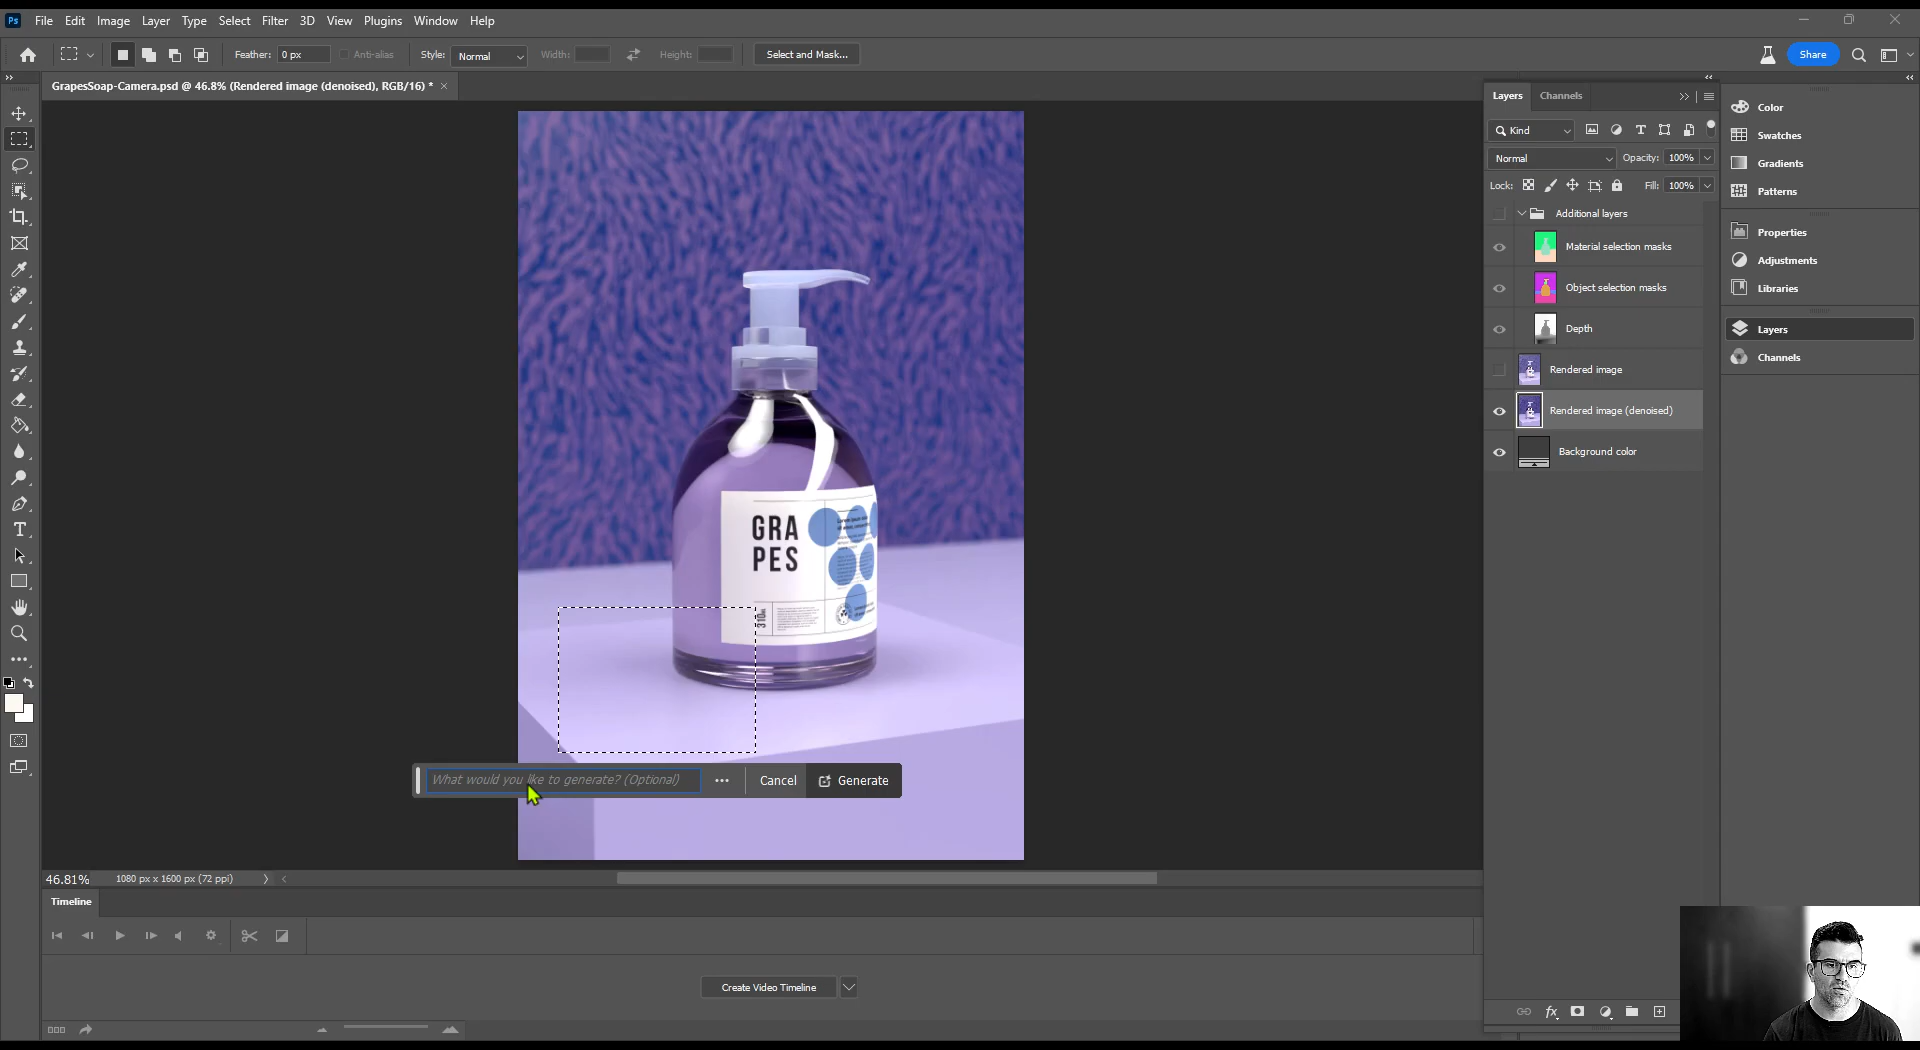 Ps File Edit Image Layer Type Select Filter 3D View Plugins Window Help
Feather: 0 px Anti-alias Style: Normal Width: Height: Select and Mask... Share
GrapesSoap-Camera.psd @ 46.8% (Rendered image (denoised), RGB/16) * ×
Layers Channels
Kind
Normal Opacity: 100%
Lock: Fill: 100%
Additional layers
Material selection masks
Object selection masks
Depth
Rendered image
Rendered image (denoised)
Background color
Color
Swatches
Gradients
Patterns
Properties
Adjustments
Libraries
Layers
Channels
GRA
PES
What would you like to generate? (Optional) ... Cancel Generate
46.81% 1080 px x 1600 px (72 ppi)
Timeline
Create Video Timeline
fx